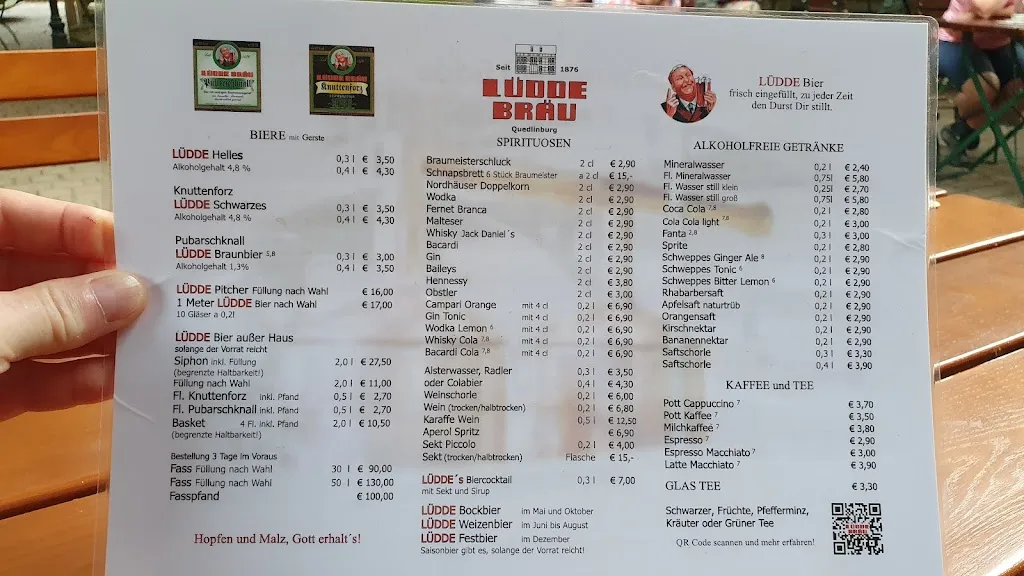 LÜDDE BRÄU
Pubarschknall
LÜDDE BRÄU
Knuttenforz
Seit 1876
LÜDDE
BRÄU
Quedlinburg
LÜDDE Bier
frisch eingefüllt, zu jeder Zeit
den Durst Dir stillt.
BIERE mit Gerste
LÜDDE Helles 0,3 l € 3,50
Alkoholgehalt 4,8 % 0,4 l € 4,30
Knuttenforz
LÜDDE Schwarzes 0,3 l € 3,50
Alkoholgehalt 4,8 % 0,4 l € 4,30
Pubarschknall
LÜDDE Braunbier 5,8 0,3 l € 3,00
Alkoholgehalt 1,3% 0,4 l € 3,50
LÜDDE Pitcher Füllung nach Wahl € 16,00
1 Meter LÜDDE Bier nach Wahl € 17,00
10 Gläser a 0,2l
LÜDDE Bier außer Haus
solange der Vorrat reicht
Siphon inkl. Füllung 2,0 l € 27,50
(begrenzte Haltbarkeit!)
Füllung nach Wahl 2,0 l € 11,00
Fl. Knuttenforz inkl. Pfand 0,5 l € 2,70
Fl. Pubarschknall inkl. Pfand 0,5 l € 2,70
Basket 4 Fl. inkl. Pfand 2,0 l € 10,50
(begrenzte Haltbarkeit!)
Bestellung 3 Tage im Voraus
Fass Füllung nach Wahl 30 l € 90,00
Fass Füllung nach Wahl 50 l € 130,00
Fasspfand € 100,00
Hopfen und Malz, Gott erhalt´s!
SPIRITUOSEN
Braumeisterschluck 2 cl € 2,90
Schnapsbrett 6 Stück Braumeister a 2 cl € 15,-
Nordhäuser Doppelkorn 2 cl € 2,90
Wodka 2 cl € 2,90
Fernet Branca 2 cl € 2,90
Malteser 2 cl € 2,90
Whisky Jack Daniel´s 2 cl € 2,90
Bacardi 2 cl € 2,90
Gin 2 cl € 2,90
Baileys 2 cl € 2,90
Hennessy 2 cl € 3,80
Obstler 2 cl € 3,00
Campari Orange mit 4 cl 0,2 l € 6,90
Gin Tonic mit 4 cl 0,2 l € 6,90
Wodka Lemon 6 mit 4 cl 0,2 l € 6,90
Whisky Cola 7,8 mit 4 cl 0,2 l € 6,90
Bacardi Cola 7,8 mit 4 cl 0,2 l € 6,90
Alsterwasser, Radler 0,3 l € 3,50
oder Colabier 0,4 l € 4,30
Weinschorle 0,2 l € 6,00
Wein (trocken/halbtrocken) 0,2 l € 6,80
Karaffe Wein 0,5 l € 12,50
Aperol Spritz € 6,90
Sekt Piccolo 0,2 l € 4,00
Sekt (trocken/halbtrocken) Flasche € 15,-
LÜDDE´s Biercocktail 0,3 l € 7,00
mit Sekt und Sirup
LÜDDE Bockbier im Mai und Oktober
LÜDDE Weizenbier im Juni bis August
LÜDDE Festbier im Dezember
Saisonbier gibt es, solange der Vorrat reicht!
ALKOHOLFREIE GETRÄNKE
Mineralwasser 0,2 l € 2,40
Fl. Mineralwasser 0,75l € 5,80
Fl. Wasser still klein 0,25l € 2,70
Fl. Wasser still groß 0,75l € 5,80
Coca Cola 7,8 0,2 l € 2,80
Cola Cola light 7,8 0,2 l € 3,00
Fanta 2,8 0,3 l € 3,00
Sprite 0,2 l € 2,80
Schweppes Ginger Ale 8 0,2 l € 2,90
Schweppes Tonic 6 0,2 l € 2,90
Schweppes Bitter Lemon 6 0,2 l € 2,90
Rhabarbersaft 0,2 l € 2,90
Apfelsaft naturtrüb 0,2 l € 2,90
Orangensaft 0,2 l € 2,90
Kirschnektar 0,2 l € 2,90
Bananennektar 0,2 l € 2,90
Saftschorle 0,3 l € 3,30
Saftschorle 0,4 l € 3,90
KAFFEE und TEE
Pott Cappuccino 7 € 3,70
Pott Kaffee 7 € 3,50
Milchkaffee 7 € 3,80
Espresso 7 € 2,90
Espresso Macchiato 7 € 3,00
Latte Macchiato 7 € 3,90
GLAS TEE € 3,30
Schwarzer, Früchte, Pfefferminz,
Kräuter oder Grüner Tee
QR Code scannen und mehr erfahren!
LÜDDE
BRÄU